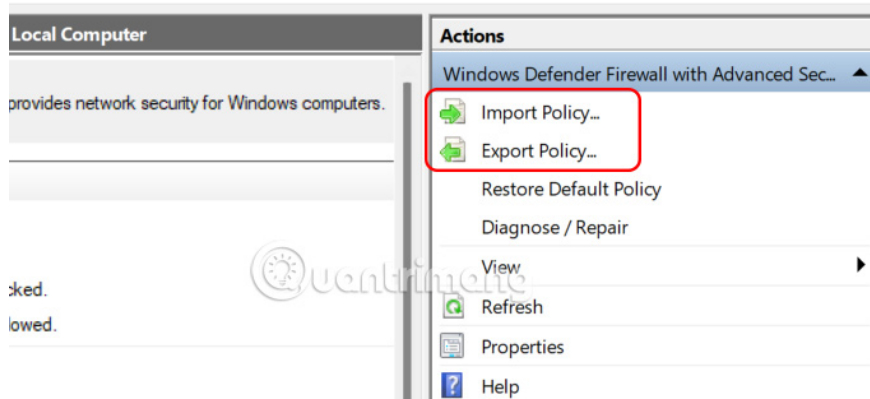 Local Computer
provides network security for Windows computers.
cked.
lowed.
Actions
Windows Defender Firewall with Advanced Sec...
Import Policy...
Export Policy...
Restore Default Policy
Diagnose / Repair
View
Refresh
Properties
Help
Quantrimang